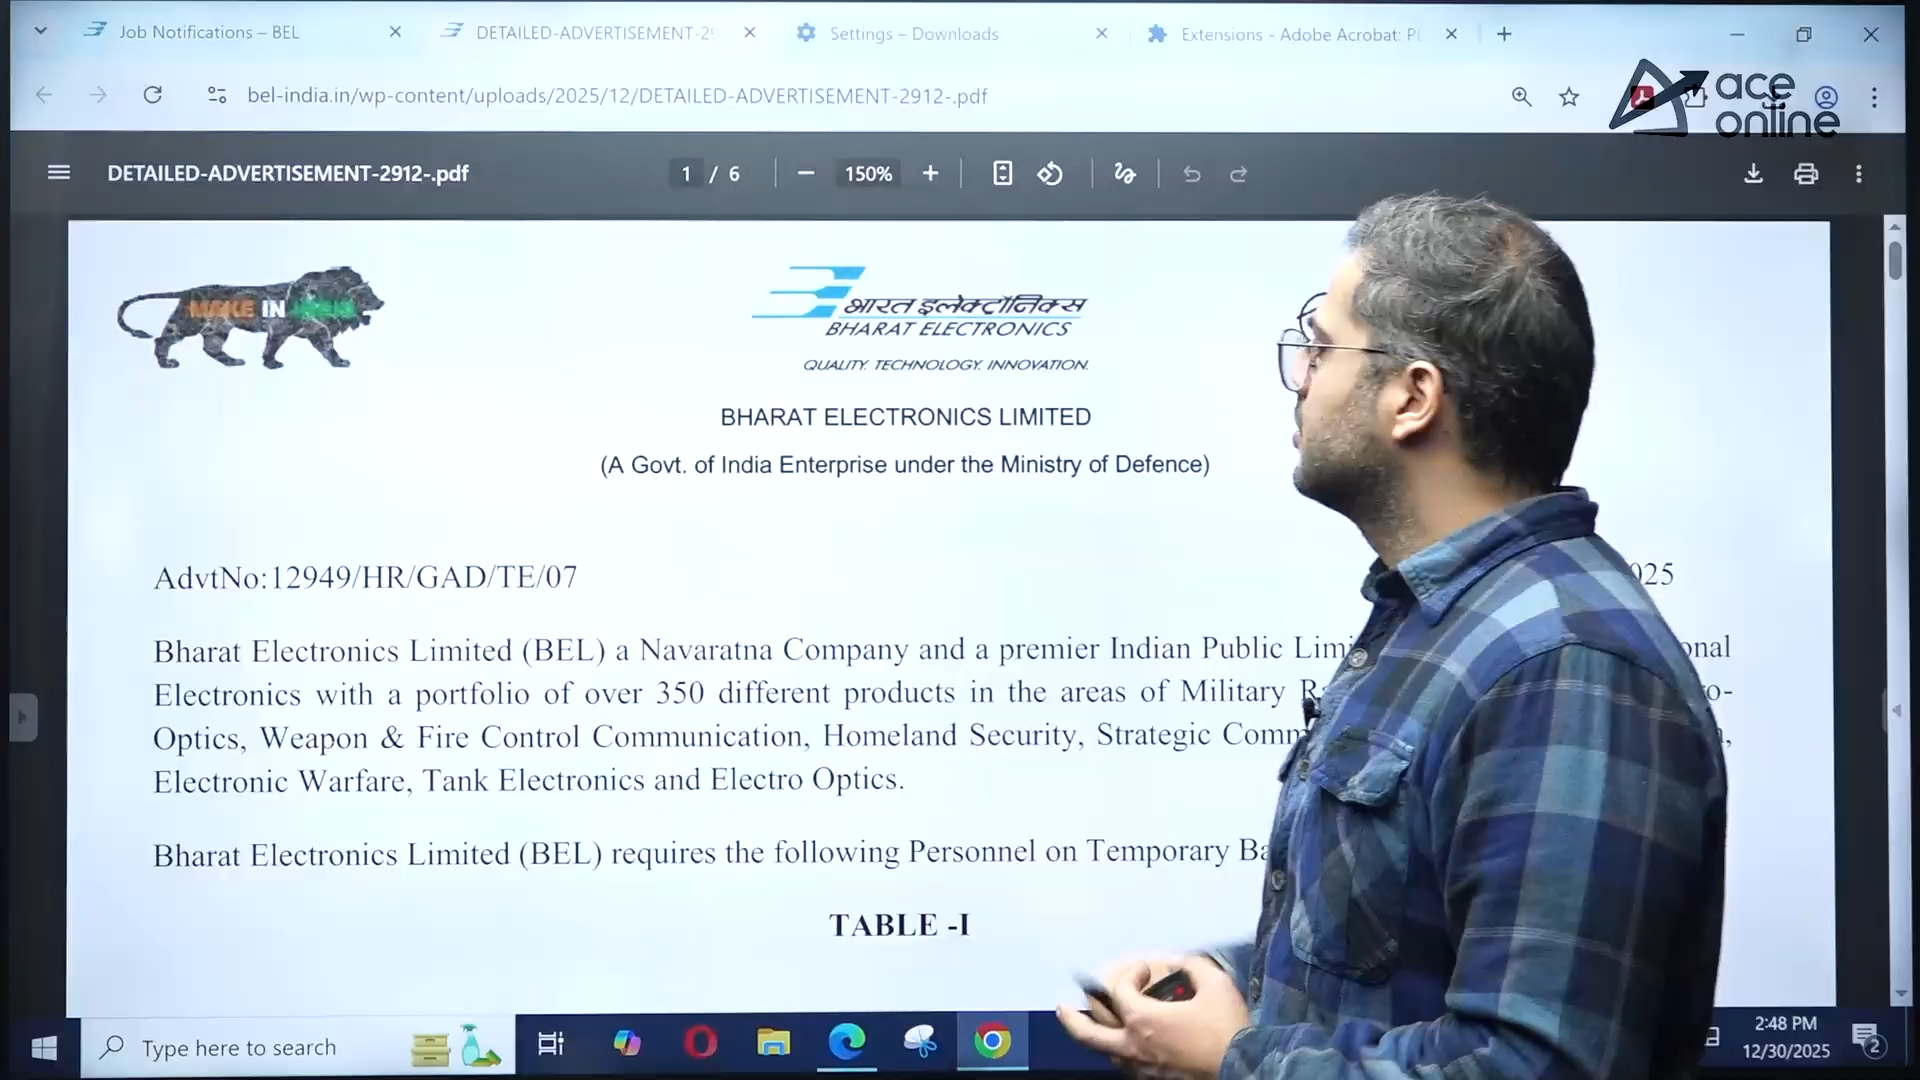 Job Notifications – BEL
DETAILED-ADVERTISEMENT-29
Settings – Downloads
Extensions - Adobe Acrobat: P
bel-india.in/wp-content/uploads/2025/12/DETAILED-ADVERTISEMENT-2912-.pdf
ace
online
DETAILED-ADVERTISEMENT-2912-.pdf
1 / 6
150%
MAKE IN INDIA
भारत इलेक्ट्रॉनिक्स
BHARAT ELECTRONICS
QUALITY. TECHNOLOGY. INNOVATION.
BHARAT ELECTRONICS LIMITED
(A Govt. of India Enterprise under the Ministry of Defence)
AdvtNo:12949/HR/GAD/TE/07
025
Bharat Electronics Limited (BEL) a Navaratna Company and a premier Indian Public Limi onal
Electronics with a portfolio of over 350 different products in the areas of Military Ra o-
Optics, Weapon & Fire Control Communication, Homeland Security, Strategic Comm ,
Electronic Warfare, Tank Electronics and Electro Optics.
Bharat Electronics Limited (BEL) requires the following Personnel on Temporary Ba
TABLE -I
Type here to search
2:48 PM
12/30/2025
2